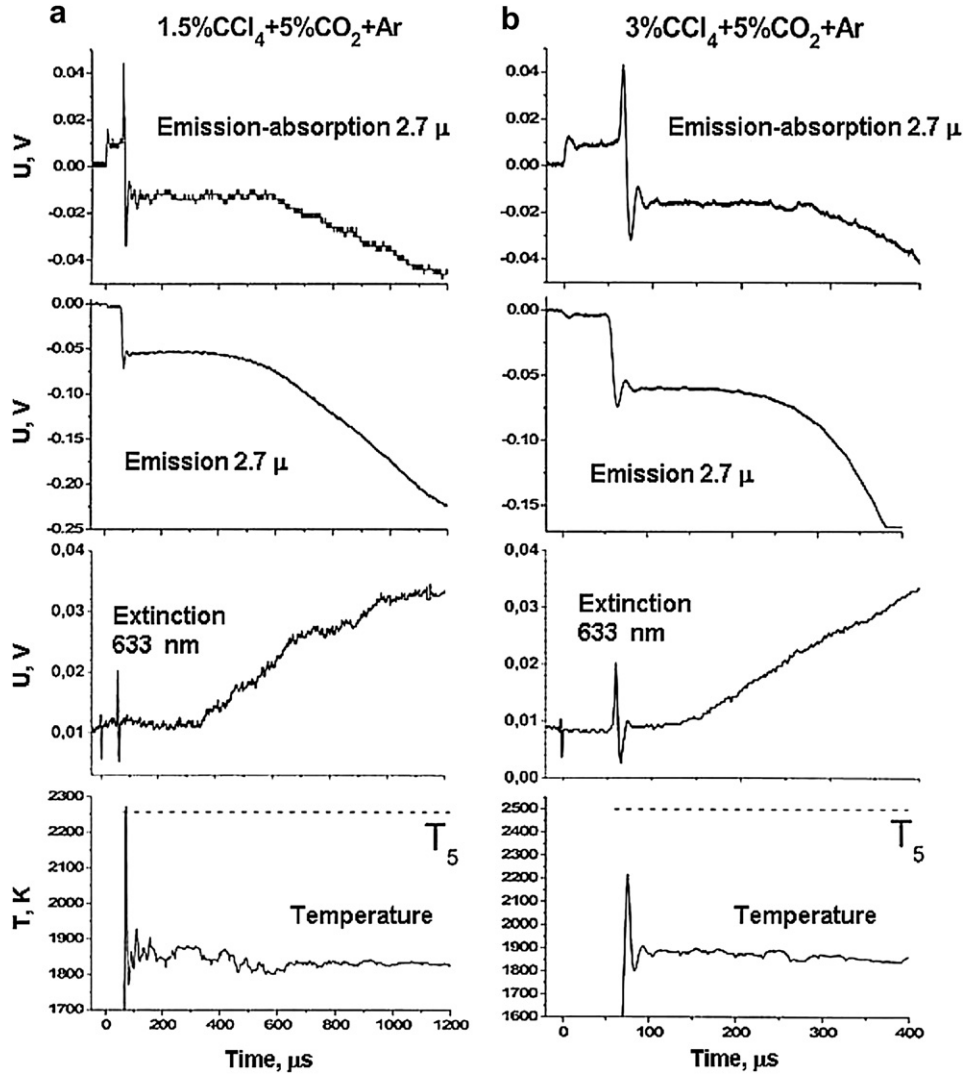 a
1.5%CCl4+5%CO2+Ar
b
3%CCl4+5%CO2+Ar
U, V
0.04
0.02
0.00
-0.02
-0.04
Emission-absorption 2.7 μ
U, V
0.04
0.02
0.00
-0.02
-0.04
Emission-absorption 2.7 μ
U, V
0.00
-0.05
-0.10
-0.15
-0.20
-0.25
Emission 2.7 μ
U, V
0.00
-0.05
-0.10
-0.15
Emission 2.7 μ
U, V
0,04
0,03
0,02
0,01
Extinction
633 nm
0,04
0,03
0,02
0,01
0,00
Extinction
633 nm
T, K
2300
2200
2100
2000
1900
1800
1700
T5
Temperature
0 200 400 600 800 1000 1200
Time, μs
2500
2400
2300
2200
2100
2000
1900
1800
1700
1600
T5
Temperature
0 100 200 300 400
Time, μs